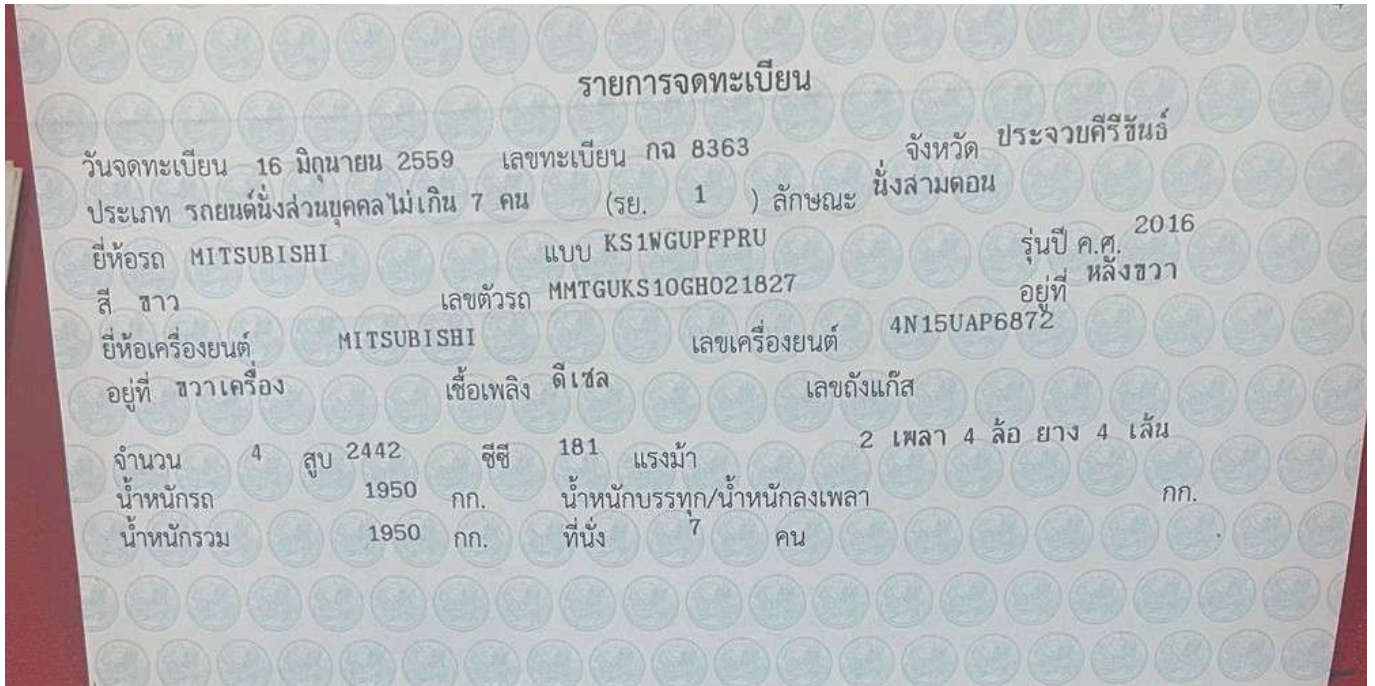 รายการจดทะเบียน
วันจดทะเบียน 16 มิถุนายน 2559 เลขทะเบียน กฉ 8363 จังหวัด ประจวบคีรีขันธ์
ประเภท รถยนต์นั่งส่วนบุคคลไม่เกิน 7 คน (รย. 1 ) ลักษณะ นั่งสามตอน
ยี่ห้อรถ MITSUBISHI แบบ KS1WGUPFPRU รุ่นปี ค.ศ. 2016
สี ขาว เลขตัวรถ MMTGUKS10GH021827 อยู่ที่ หลังขวา
ยี่ห้อเครื่องยนต์ MITSUBISHI เลขเครื่องยนต์ 4N15UAP6872
อยู่ที่ ขวาเครื่อง เชื้อเพลิง ดีเซล เลขถังแก๊ส
จำนวน 4 สูบ 2442 ซีซี 181 แรงม้า 2 เพลา 4 ล้อ ยาง 4 เส้น
น้ำหนักรถ 1950 กก. น้ำหนักบรรทุก/น้ำหนักลงเพลา กก.
น้ำหนักรวม 1950 กก. ที่นั่ง 7 คน